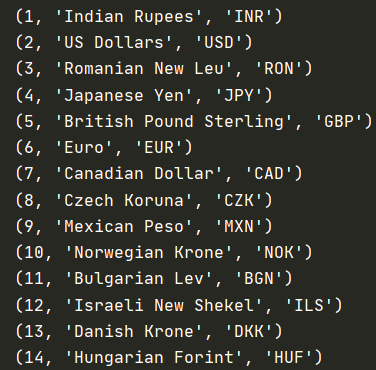 (1, 'Indian Rupees', 'INR')
(2, 'US Dollars', 'USD')
(3, 'Romanian New Leu', 'RON')
(4, 'Japanese Yen', 'JPY')
(5, 'British Pound Sterling', 'GBP')
(6, 'Euro', 'EUR')
(7, 'Canadian Dollar', 'CAD')
(8, 'Czech Koruna', 'CZK')
(9, 'Mexican Peso', 'MXN')
(10, 'Norwegian Krone', 'NOK')
(11, 'Bulgarian Lev', 'BGN')
(12, 'Israeli New Shekel', 'ILS')
(13, 'Danish Krone', 'DKK')
(14, 'Hungarian Forint', 'HUF')